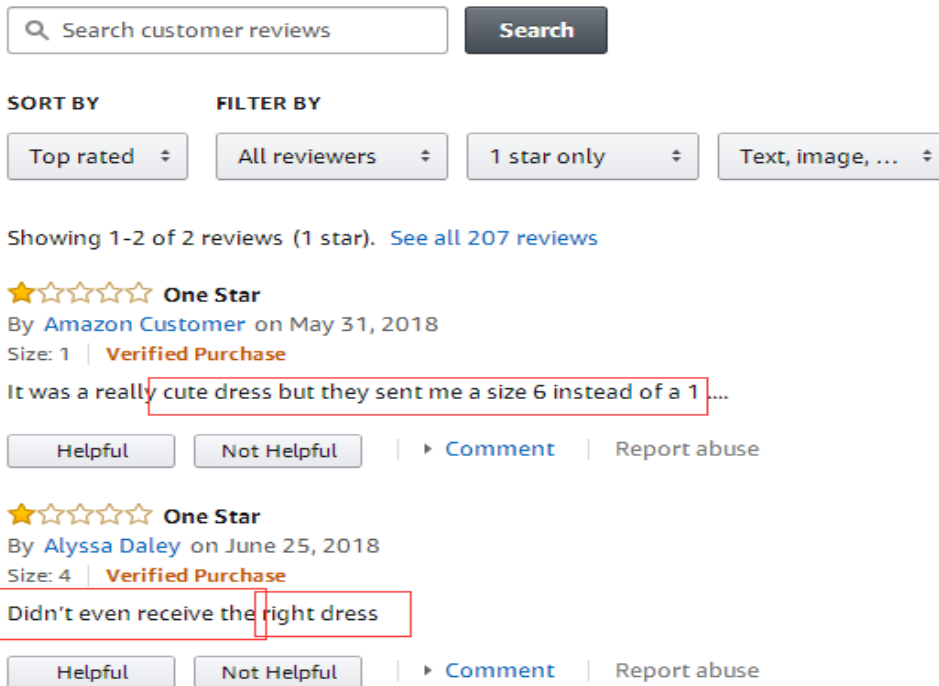 Search customer reviews Search
SORT BY FILTER BY
Top rated All reviewers 1 star only Text, image, ...
Showing 1-2 of 2 reviews (1 star). See all 207 reviews
One Star
By Amazon Customer on May 31, 2018
Size: 1 | Verified Purchase
It was a really cute dress but they sent me a size 6 instead of a 1 ....
Helpful Not Helpful | Comment | Report abuse
One Star
By Alyssa Daley on June 25, 2018
Size: 4 | Verified Purchase
Didn't even receive the right dress
Helpful Not Helpful | Comment | Report abuse